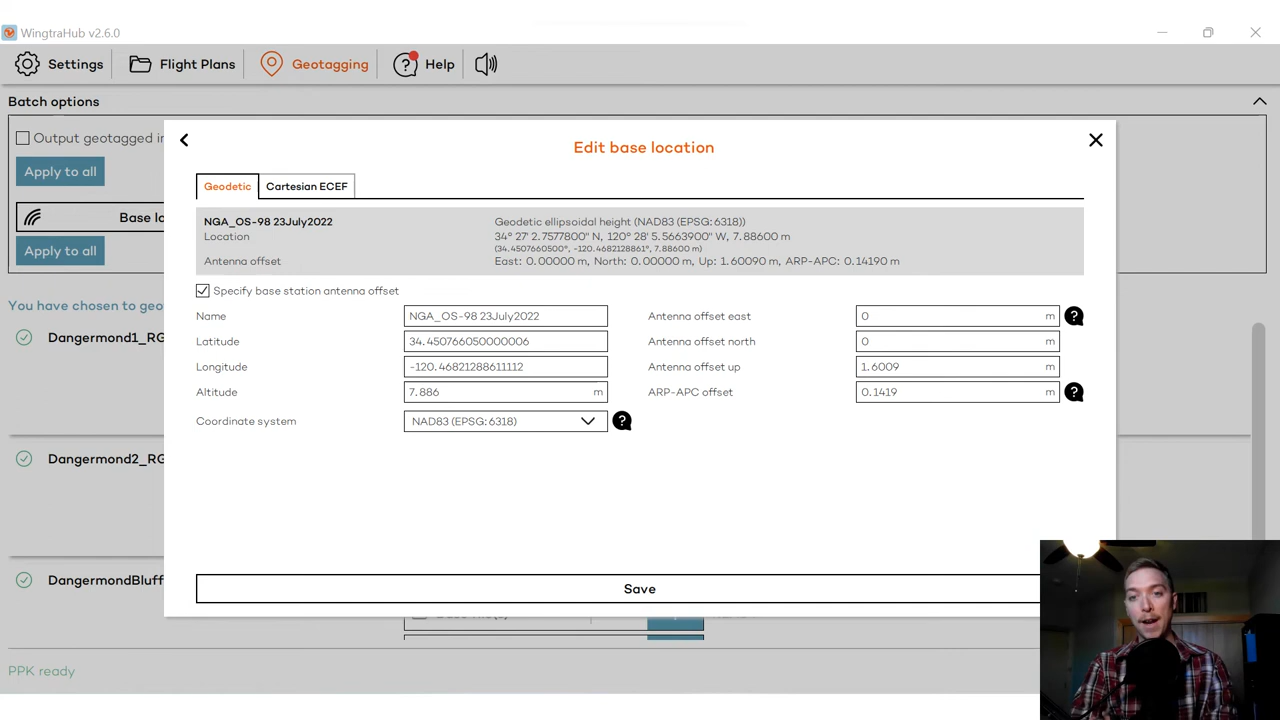 WingtraHub v2.6.0
Settings Flight Plans Geotagging Help
Batch options
Output geotagged i
Apply to all
Base lo
Apply to all
You have chosen to geo
Dangermond1_RG
Dangermond2_RG
DangermondBluff
PPK ready
Edit base location
Geodetic Cartesian ECEF
NGA_OS-98 23July2022 Geodetic ellipsoidal height (NAD83 (EPSG:6318))
Location 34° 27' 2.7577800" N, 120° 28' 5.5663900" W, 7.88600 m
(34.4507660500°, -120.4682128861°, 7.88600 m)
Antenna offset East: 0.00000 m, North: 0.00000 m, Up: 1.60090 m, ARP-APC: 0.14190 m
Specify base station antenna offset
Name NGA_OS-98 23July2022 Antenna offset east 0 m ?
Latitude 34.450766050000006 Antenna offset north 0 m
Longitude -120.46821288611112 Antenna offset up 1.6009 m
Altitude 7.886 m ARP-APC offset 0.1419 m ?
Coordinate system NAD83 (EPSG:6318) ?
Save